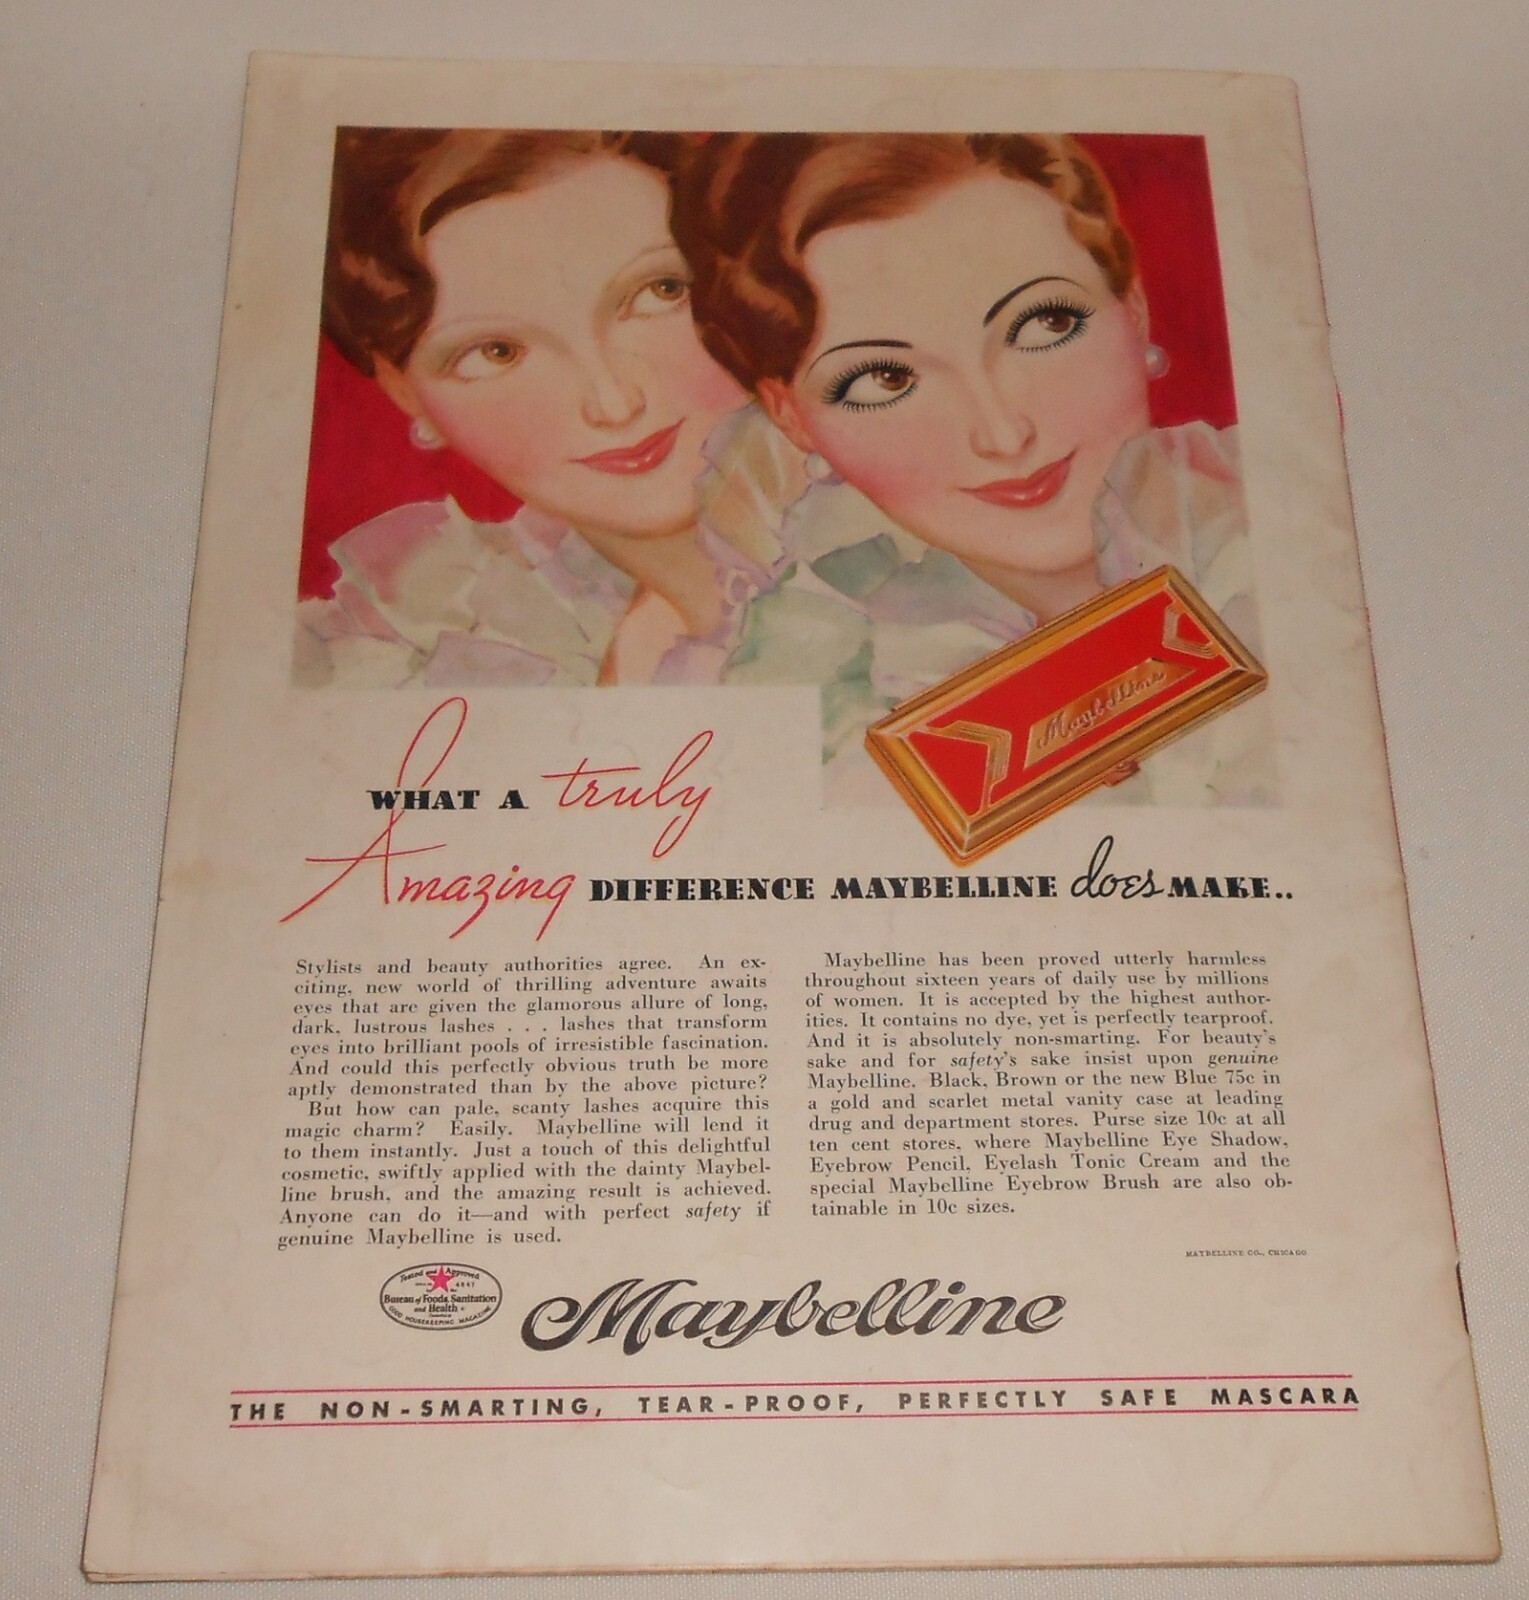 Maybelline
WHAT A truly
Amazing DIFFERENCE MAYBELLINE does MAKE..
Stylists and beauty authorities agree. An ex-
citing, new world of thrilling adventure awaits
eyes that are given the glamorous allure of long,
dark, lustrous lashes . . . lashes that transform
eyes into brilliant pools of irresistible fascination.
And could this perfectly obvious truth be more
aptly demonstrated than by the above picture?
But how can pale, scanty lashes acquire this
magic charm? Easily. Maybelline will lend it
to them instantly. Just a touch of this delightful
cosmetic, swiftly applied with the dainty Maybel-
line brush, and the amazing result is achieved.
Anyone can do it—and with perfect safety if
genuine Maybelline is used.
Maybelline has been proved utterly harmless
throughout sixteen years of daily use by millions
of women. It is accepted by the highest author-
ities. It contains no dye, yet is perfectly tearproof.
And it is absolutely non-smarting. For beauty's
sake and for safety's sake insist upon genuine
Maybelline. Black, Brown or the new Blue 75c in
a gold and scarlet metal vanity case at leading
drug and department stores. Purse size 10c at all
ten cent stores, where Maybelline Eye Shadow,
Eyebrow Pencil, Eyelash Tonic Cream and the
special Maybelline Eyebrow Brush are also ob-
tainable in 10c sizes.
MAYBELLINE CO., CHICAGO
Tested and Approved
4847
Bureau of Foods, Sanitation
and Health
GOOD HOUSEKEEPING MAGAZINE
Maybelline
THE NON-SMARTING, TEAR-PROOF, PERFECTLY SAFE MASCARA